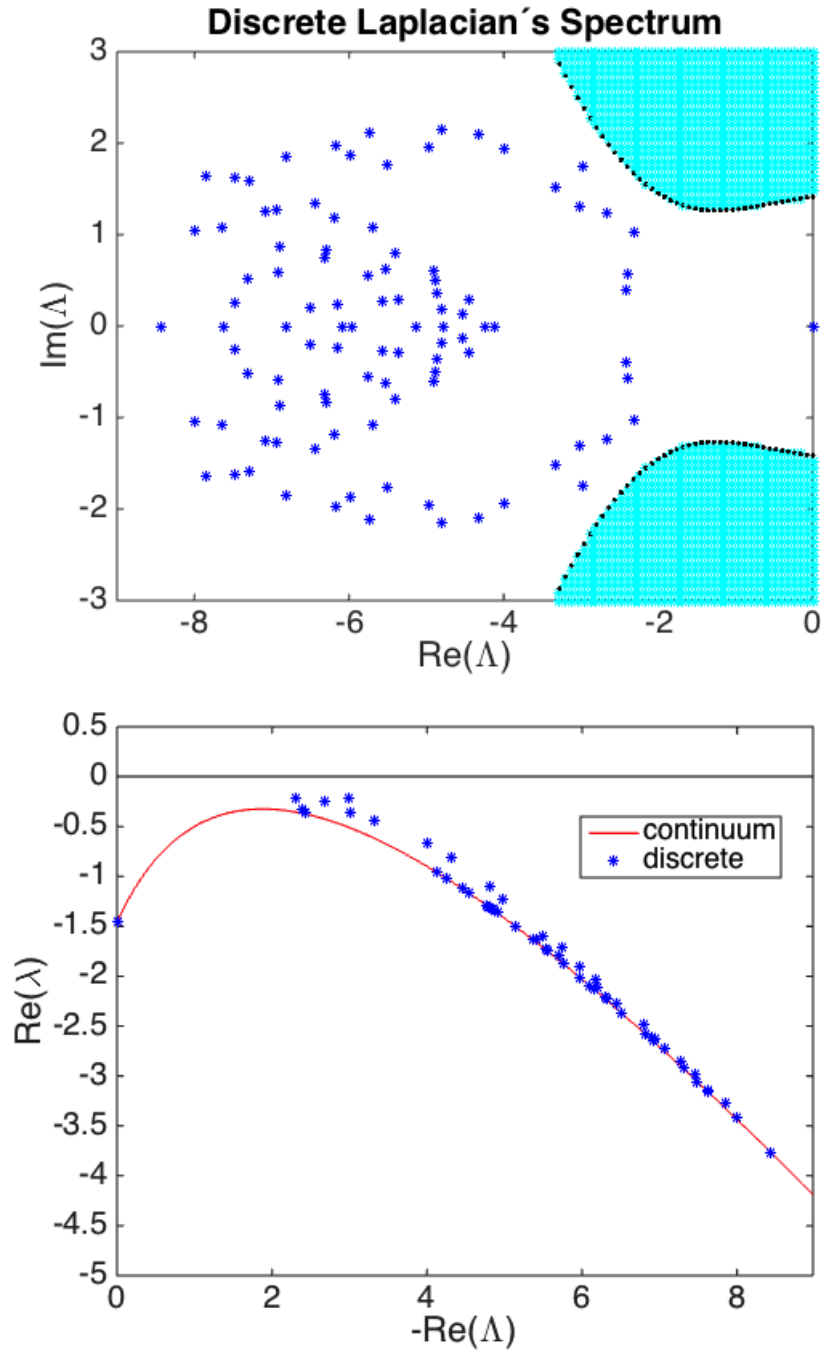 Discrete Laplacian´s Spectrum
3
2
1
0
-1
-2
-3
Im(Λ)
-8 -6 -4 -2 0
Re(Λ)
0.5
0
-0.5
-1
-1.5
-2
-2.5
-3
-3.5
-4
-4.5
-5
Re(λ)
continuum
discrete
0 2 4 6 8
-Re(Λ)